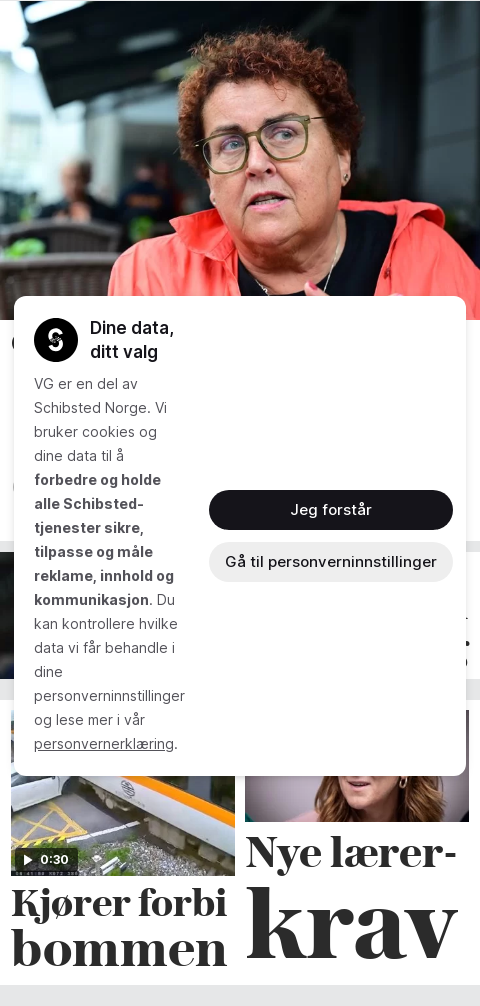 Dine data,
ditt valg
VG er en del av
Schibsted Norge. Vi
bruker cookies og
dine data til å
forbedre og holde
alle Schibsted-
tjenester sikre,
tilpasse og måle
reklame, innhold og
kommunikasjon. Du
kan kontrollere hvilke
data vi får behandle i
dine
personverninnstillinger
og lese mer i vår
personvernerklæring.
Jeg forstår
Gå til personverninnstillinger
0:30
Kjører forbi
bommen
Nye lærer-
krav